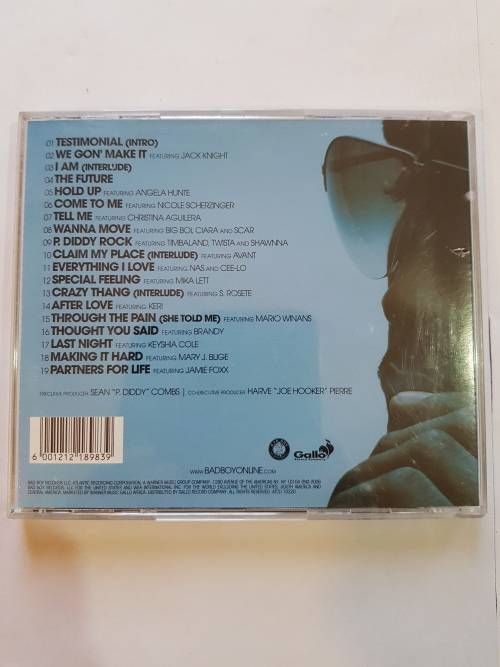 01 TESTIMONIAL (INTRO)
02 WE GON' MAKE IT FEATURING JACK KNIGHT
03 I AM (INTERLUDE)
04 THE FUTURE
05 HOLD UP FEATURING ANGELA HUNTE
06 COME TO ME FEATURING NICOLE SCHERZINGER
07 TELL ME FEATURING CHRISTINA AGUILERA
08 WANNA MOVE FEATURING BIG BOI, CIARA AND SCAR
09 P. DIDDY ROCK FEATURING TIMBALAND, TWISTA AND SHAWNNA
10 CLAIM MY PLACE (INTERLUDE) FEATURING AVANT
11 EVERYTHING I LOVE FEATURING NAS AND CEE-LO
12 SPECIAL FEELING FEATURING MIKA LETT
13 CRAZY THANG (INTERLUDE) FEATURING S. ROSETE
14 AFTER LOVE FEATURING KERI
15 THROUGH THE PAIN (SHE TOLD ME) FEATURING MARIO WINANS
16 THOUGHT YOU SAID FEATURING BRANDY
17 LAST NIGHT FEATURING KEYSHIA COLE
18 MAKING IT HARD FEATURING MARY J. BLIGE
19 PARTNERS FOR LIFE FEATURING JAMIE FOXX
EXECUTIVE PRODUCER: SEAN "P. DIDDY" COMBS | CO-EXECUTIVE PRODUCER: HARVE "JOE HOOKER" PIERRE
6 001212 189839
Gallo
WWW.BADBOYONLINE.COM